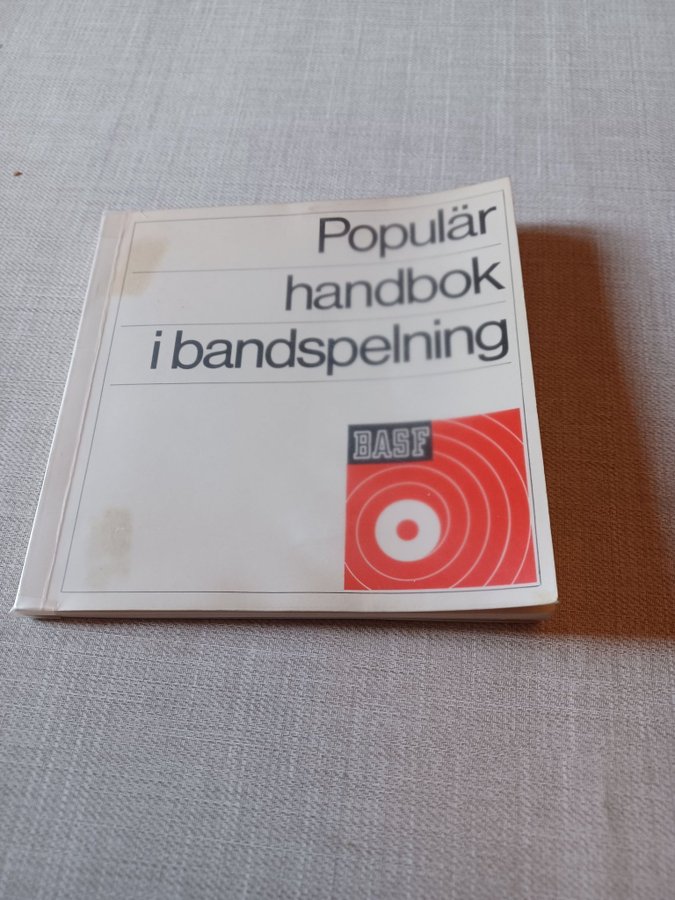 Populär
handbok
i bandspelning
BASF